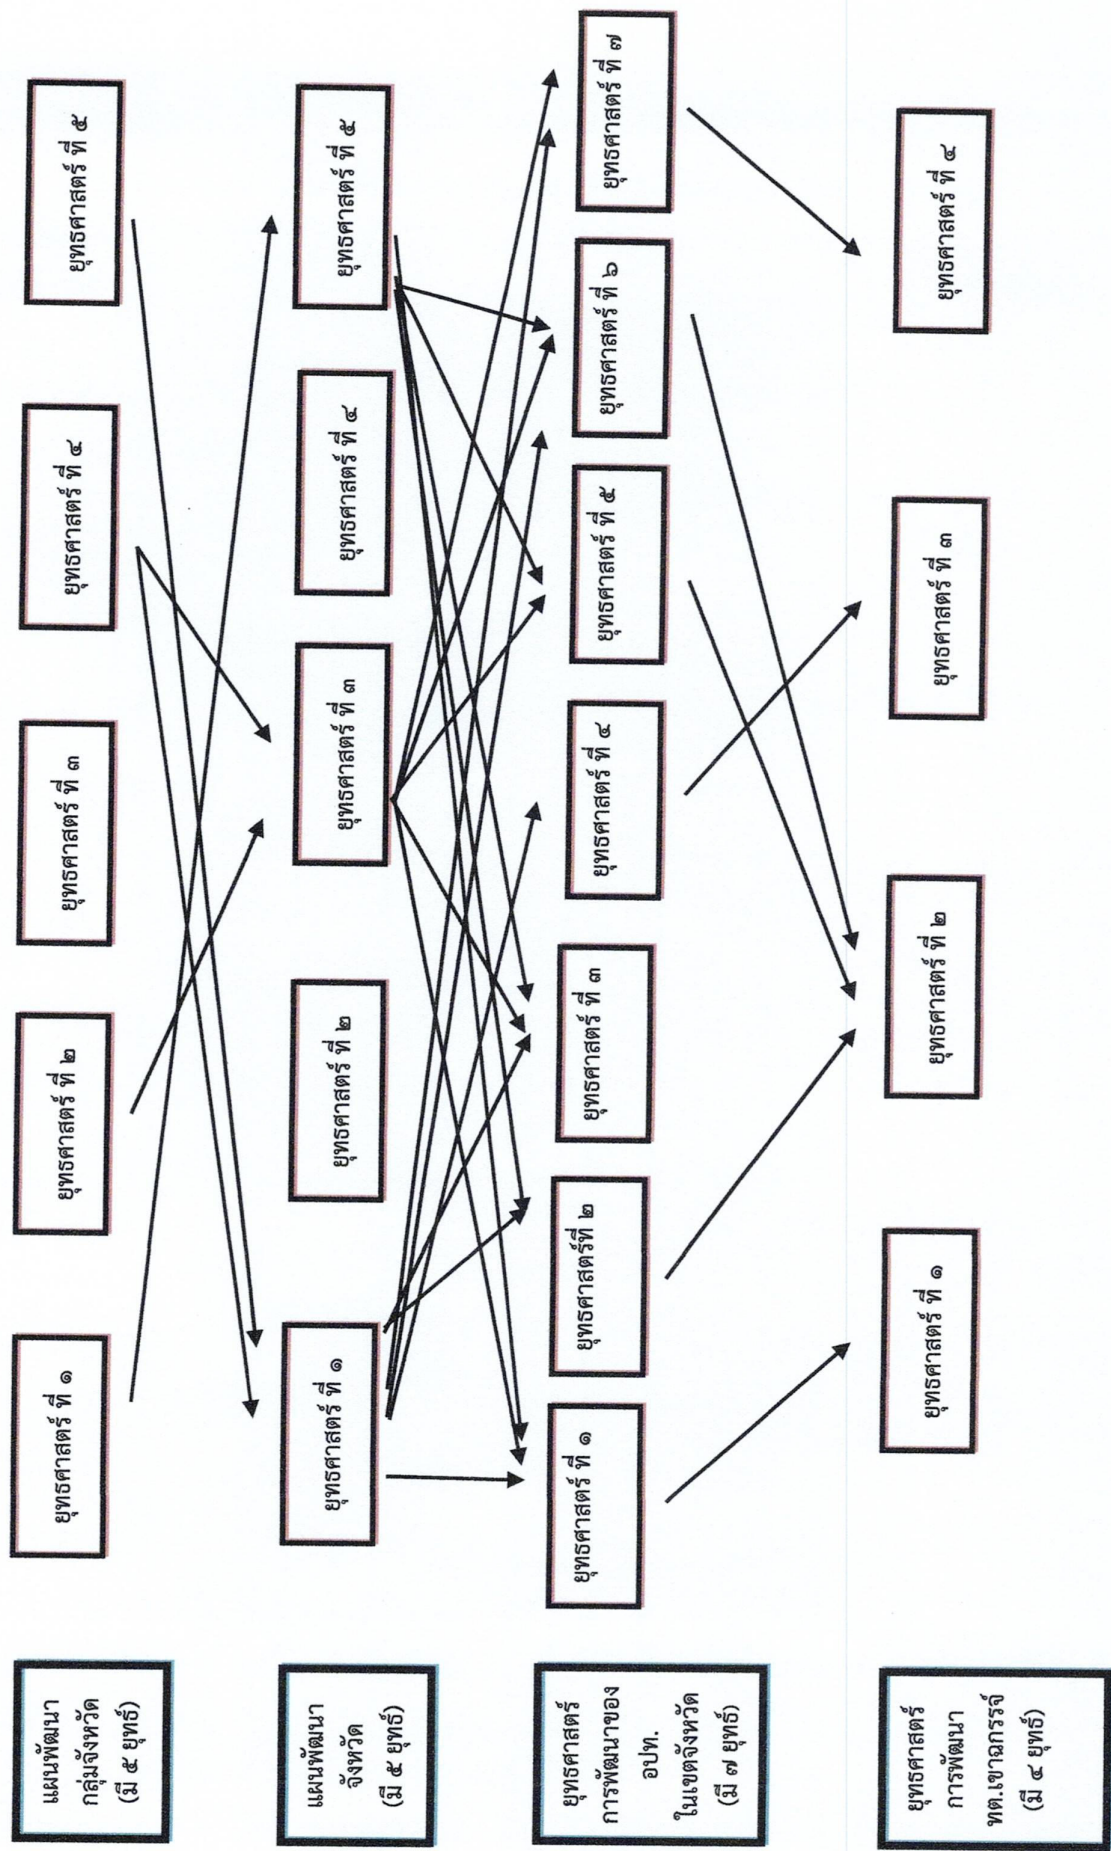 แผนพัฒนา
กลุ่มจังหวัด
(มี ๕ ยุทธ์)
ยุทธศาสตร์ ที่ ๑
ยุทธศาสตร์ ที่ ๒
ยุทธศาสตร์ ที่ ๓
ยุทธศาสตร์ ที่ ๔
ยุทธศาสตร์ ที่ ๕
แผนพัฒนา
จังหวัด
(มี ๕ ยุทธ์)
ยุทธศาสตร์ ที่ ๑
ยุทธศาสตร์ ที่ ๒
ยุทธศาสตร์ ที่ ๓
ยุทธศาสตร์ ที่ ๔
ยุทธศาสตร์ ที่ ๕
ยุทธศาสตร์
การพัฒนาของ
อปท.
ในเขตจังหวัด
(มี ๗ ยุทธ์)
ยุทธศาสตร์ ที่ ๑
ยุทธศาสตร์ที่ ๒
ยุทธศาสตร์ ที่ ๓
ยุทธศาสตร์ ที่ ๔
ยุทธศาสตร์ ที่ ๕
ยุทธศาสตร์ ที่ ๖
ยุทธศาสตร์ ที่ ๗
ยุทธศาสตร์
การพัฒนา
ทต.เขาฉกรรจ์
(มี ๔ ยุทธ์)
ยุทธศาสตร์ ที่ ๑
ยุทธศาสตร์ ที่ ๒
ยุทธศาสตร์ ที่ ๓
ยุทธศาสตร์ ที่ ๔